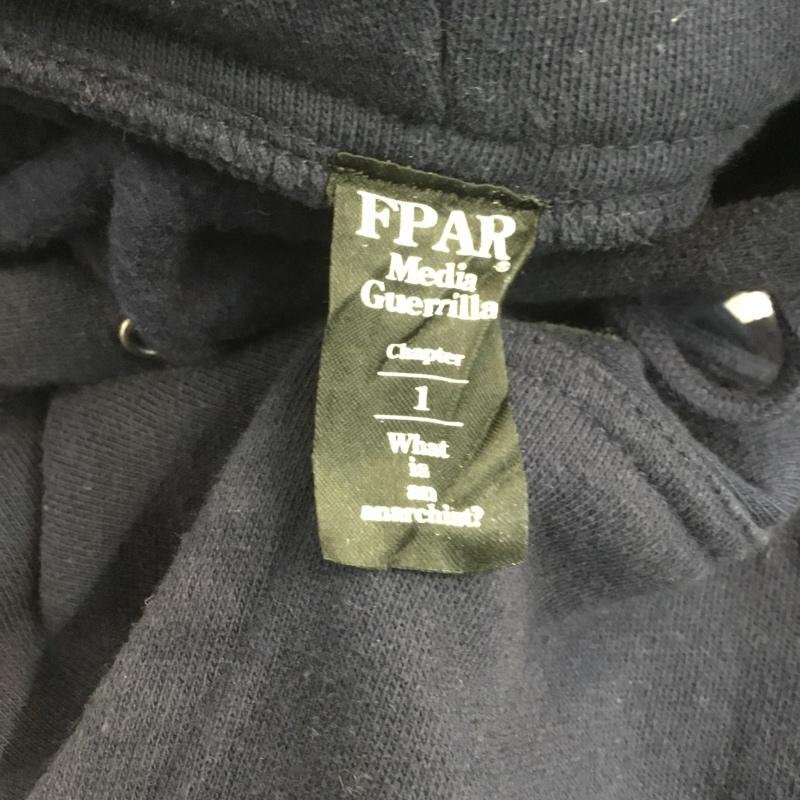 FPAR®
Media
Guerrilla
Chapter
1
What
is
an
anarchist?